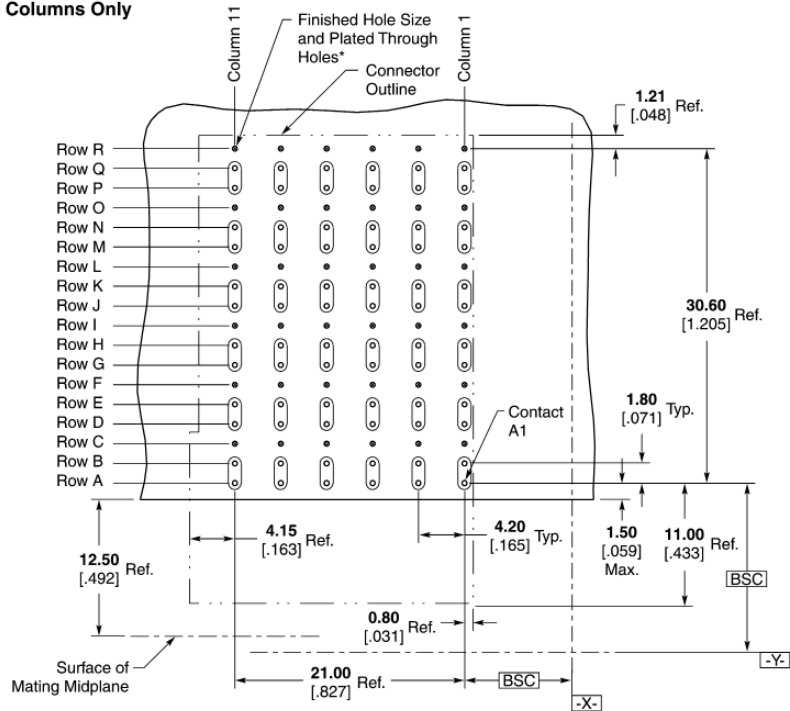 Columns Only
Column 11
Finished Hole Size
and Plated Through
Holes*
Column 1
Connector
Outline
1.21
[.048] Ref.
Row R
Row Q
Row P
Row O
Row N
Row M
Row L
Row K
Row J
Row I
Row H
Row G
Row F
Row E
Row D
Row C
Row B
Row A
30.60
[1.205] Ref.
1.80
[.071] Typ.
Contact
A1
4.15
[.163] Ref.
4.20
[.165] Typ.
1.50
[.059]
Max.
11.00
[.433] Ref.
12.50
[.492] Ref.
BSC
0.80
[.031] Ref.
Surface of
Mating Midplane
21.00
[.827] Ref.
BSC
-Y-
-X-